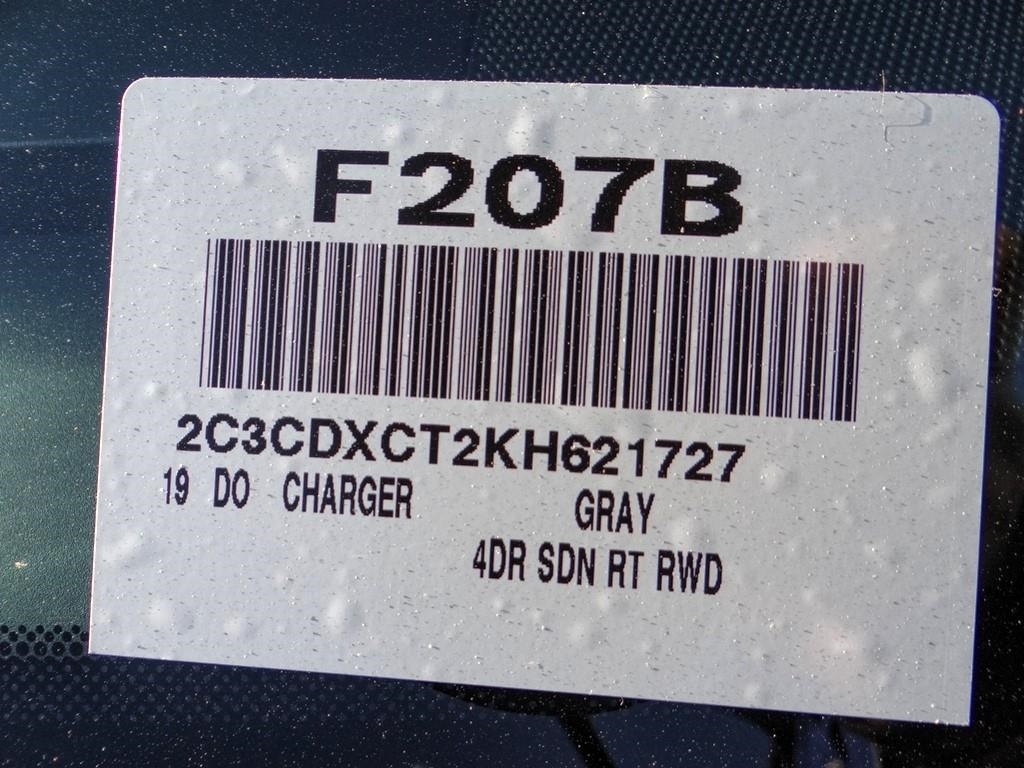 F207B
2C3CDXCT2KH621727
19 DO CHARGER GRAY
4DR SDN RT RWD